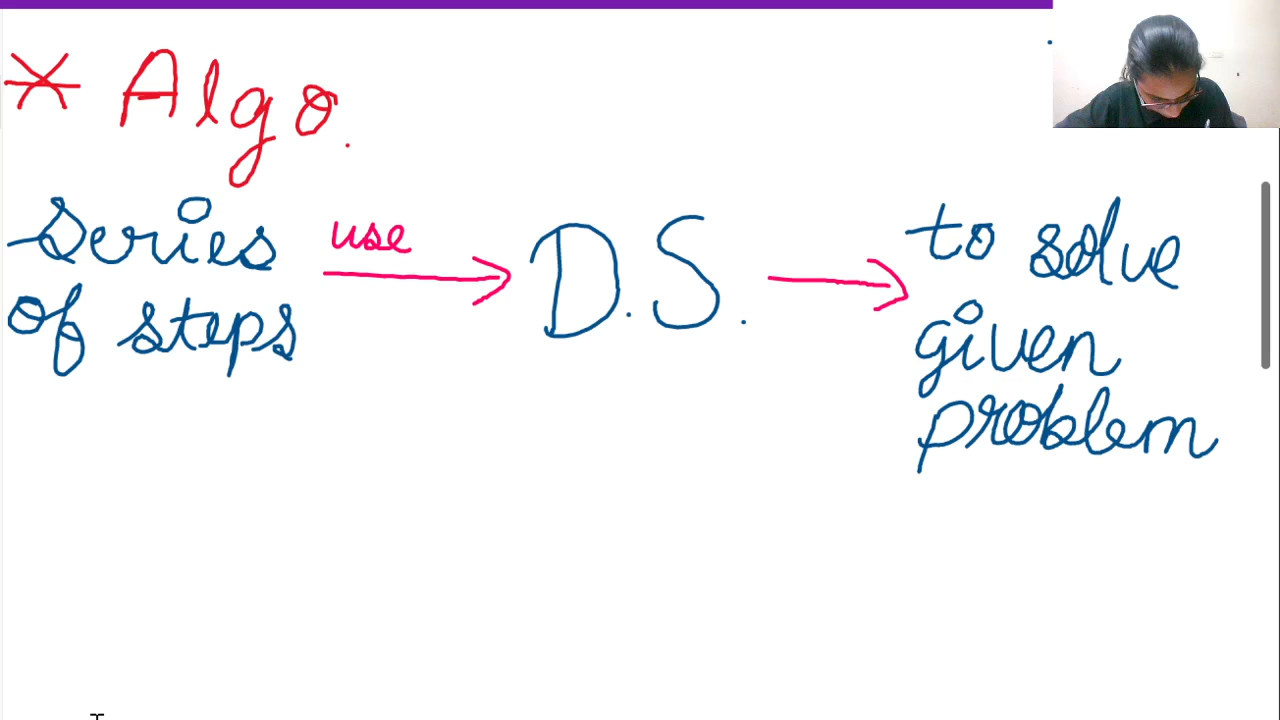 * Algo.
series use D.S. to solve
of steps given
problem